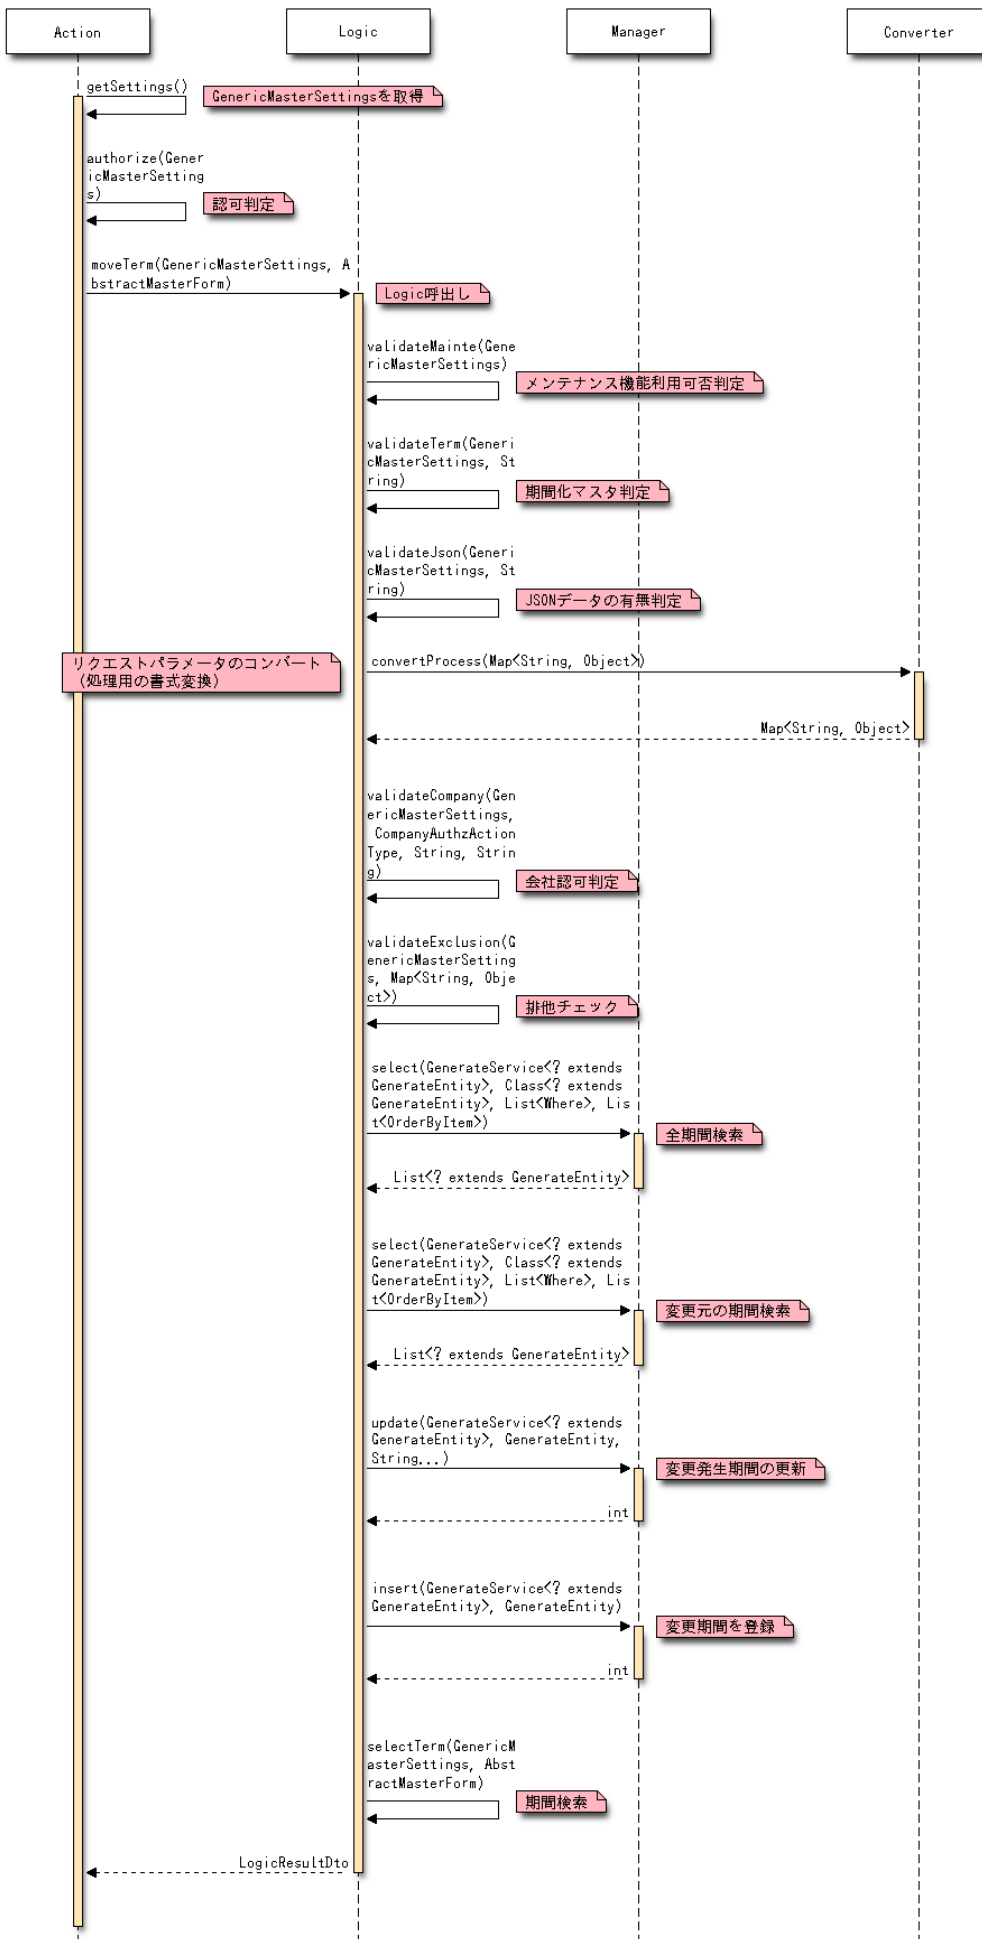 Action
Logic
Manager
Converter
getSettings()
GenericMasterSettingsを取得
authorize(Gener
icMasterSetting
s)
認可判定
moveTerm(GenericMasterSettings, A
bstractMasterForm)
Logic呼出し
validateMainte(Gene
ricMasterSettings)
メンテナンス機能利用可否判定
validateTerm(Generi
cMasterSettings, St
ring)
期間化マスタ判定
validateJson(Generi
cMasterSettings, St
ring)
JSONデータの有無判定
リクエストパラメータのコンバート
（処理用の書式変換）
convertProcess(Map<String, Object>)
Map<String, Object>
validateCompany(Gen
ericMasterSettings,
CompanyAuthzAction
Type, String, Strin
g)
会社認可判定
validateExclusion(G
enericMasterSetting
s, Map<String, Obje
ct>)
排他チェック
select(GenerateService<? extends
GenerateEntity>, Class<? extends
GenerateEntity>, List<Where>, Lis
t<OrderByItem>)
全期間検索
List<? extends GenerateEntity>
select(GenerateService<? extends
GenerateEntity>, Class<? extends
GenerateEntity>, List<Where>, Lis
t<OrderByItem>)
変更元の期間検索
List<? extends GenerateEntity>
update(GenerateService<? extends
GenerateEntity>, GenerateEntity,
String...)
変更発生期間の更新
int
insert(GenerateService<? extends
GenerateEntity>, GenerateEntity)
変更期間を登録
int
selectTerm(GenericM
asterSettings, Abst
ractMasterForm)
期間検索
LogicResultDto